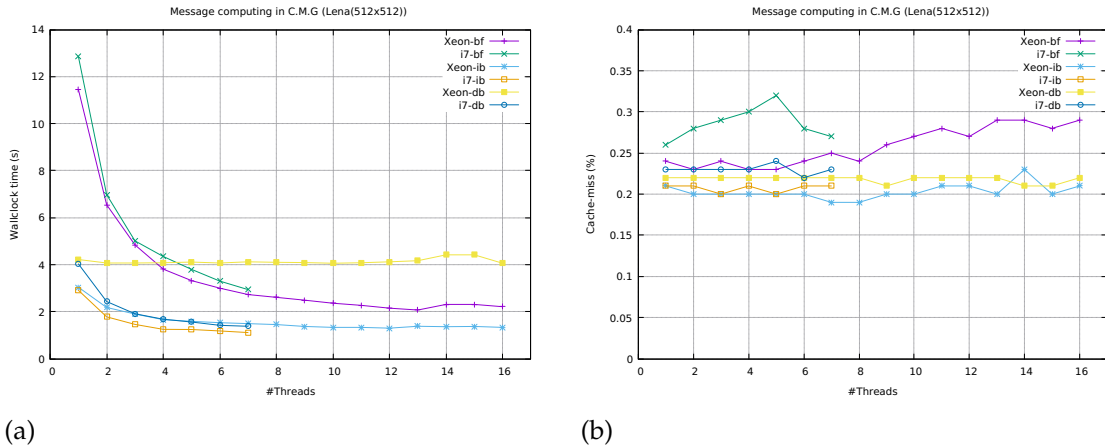 Message computing in C.M.G (Lena(512x512))
14
12
10
8
6
4
2
0
Wallclock time (s)
Xeon-bf
i7-bf
Xeon-ib
i7-ib
Xeon-db
i7-db
0 2 4 6 8 10 12 14 16
#Threads
(a)
Message computing in C.M.G (Lena(512x512))
0.4
0.35
0.3
0.25
0.2
0.15
0.1
0.05
0
Cache-miss (%)
Xeon-bf
i7-bf
Xeon-ib
i7-ib
Xeon-db
i7-db
0 2 4 6 8 10 12 14 16
#Threads
(b)